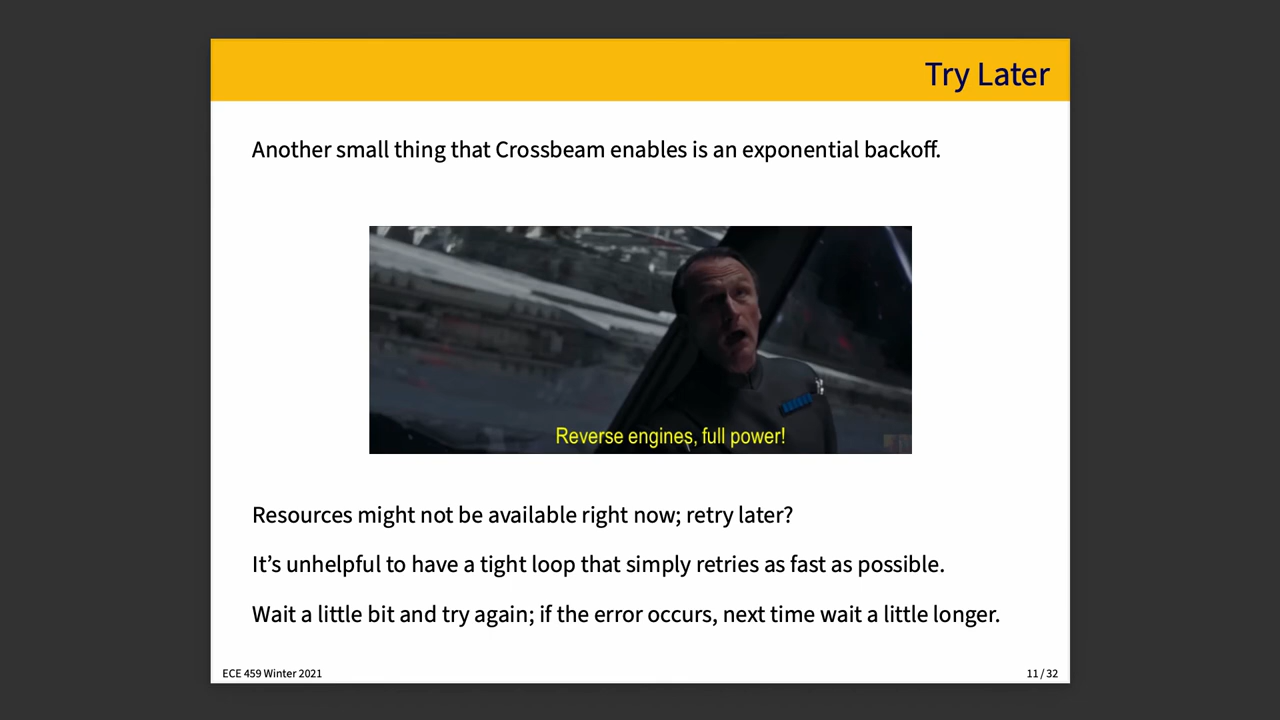 Try Later
Another small thing that Crossbeam enables is an exponential backoff.
Reverse engines, full power!
Resources might not be available right now; retry later?
It’s unhelpful to have a tight loop that simply retries as fast as possible.
Wait a little bit and try again; if the error occurs, next time wait a little longer.
ECE 459 Winter 2021
11 / 32